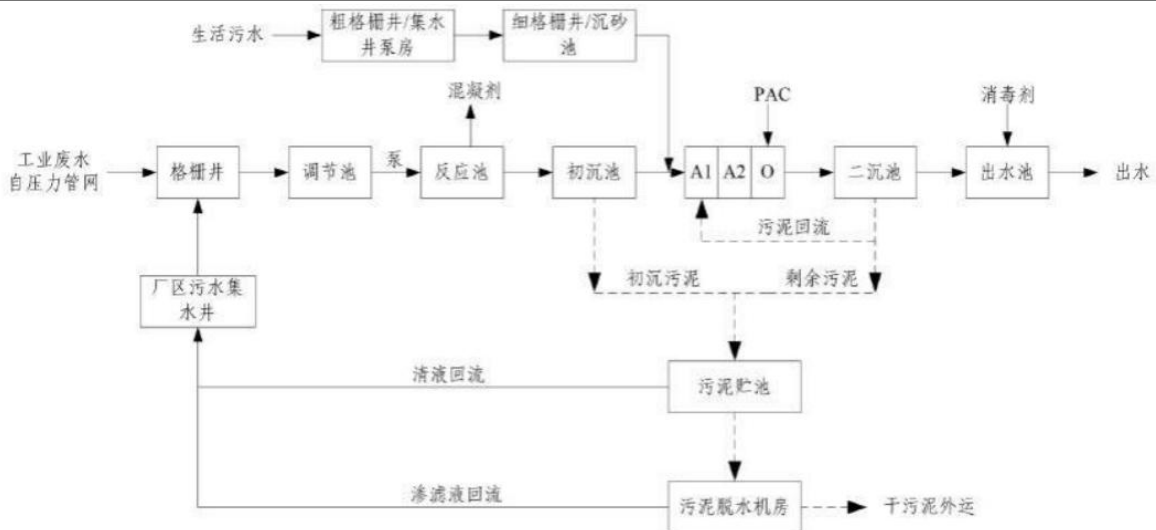 生活污水
粗格栅井/集水
井泵房
细格栅井/沉砂
池
混凝剂
PAC
消毒剂
工业废水
自压力管网
格栅井
调节池
泵
反应池
初沉池
A1
A2
O
二沉池
出水池
出水
污泥回流
初沉污泥
剩余污泥
厂区污水集
水井
清液回流
污泥贮池
渗滤液回流
污泥脱水机房
干污泥外运